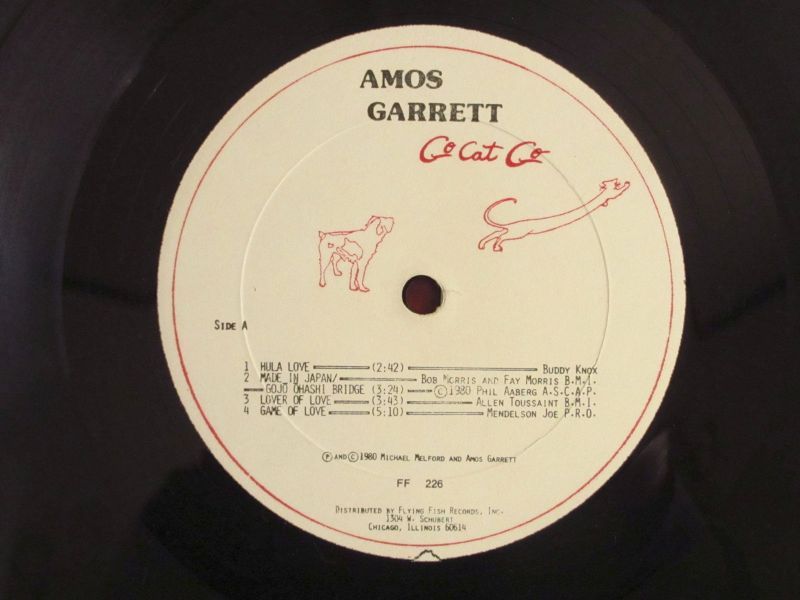 AMOS
GARRETT
Go Cat Go
SIDE A
1 HULA LOVE (2:42) BUDDY KNOX
2 MADE IN JAPAN/ BOB MORRIS AND FAY MORRIS B.M.I.
GOJO OHASHI BRIDGE (3:24) ©1980 PHIL AABERG A.S.C.A.P.
3 LOVER OF LOVE (3:43) ALLEN TOUSSAINT B.M.I.
4 GAME OF LOVE (5:10) MENDELSON JOE P.R.O.
℗ AND © 1980 MICHAEL MELFORD AND AMOS GARRETT
FF 226
DISTRIBUTED BY FLYING FISH RECORDS, INC.
1304 W. SCHUBERT
CHICAGO, ILLINOIS 60614